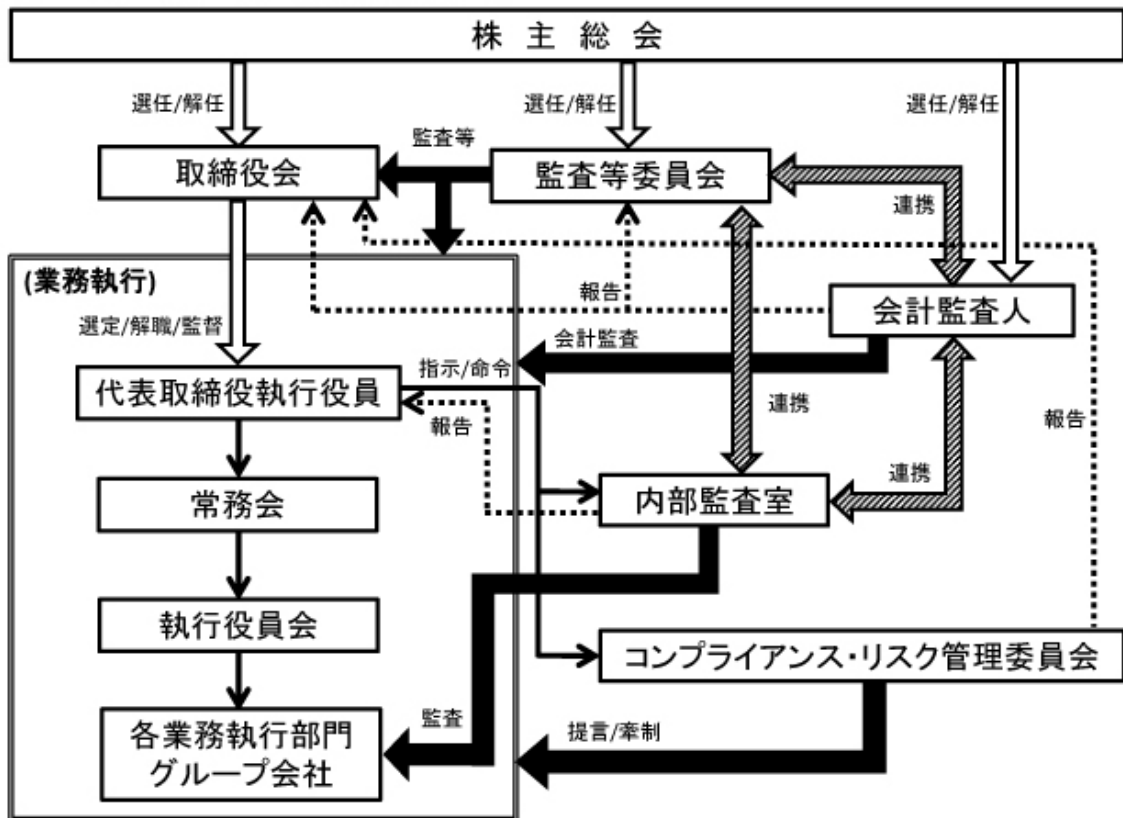 株主総会
選任/解任
選任/解任
選任/解任
監査等
取締役会
監査等委員会
連携
(業務執行)
報告
会計監査人
選定/解職/監督
会計監査
指示/命令
代表取締役執行役員
報告
連携
報告
連携
常務会
内部監査室
執行役員会
コンプライアンス・リスク管理委員会
監査
提言/牽制
各業務執行部門
グループ会社